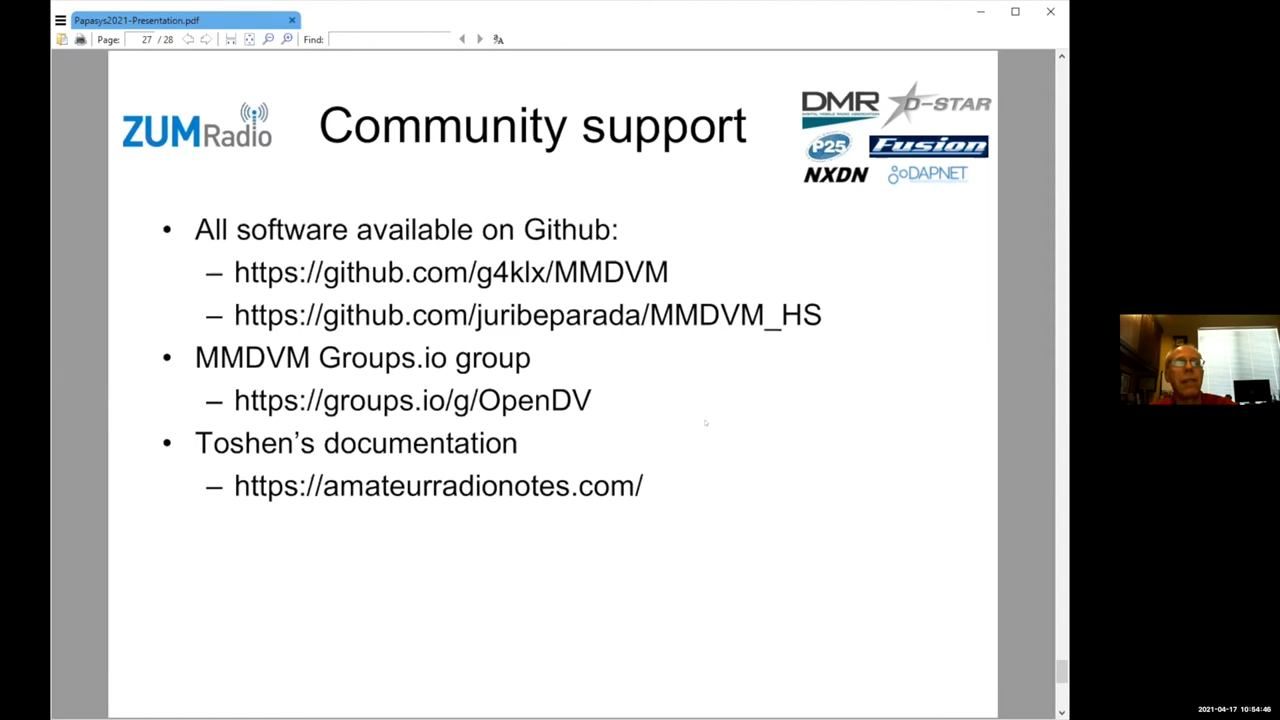 Papasys2021-Presentation.pdf
Page: 27 / 28 Find:
ZUMRadio
Community support
DMR
D-STAR
P25
Fusion
NXDN
DAPNET
• All software available on Github:
– https://github.com/g4klx/MMDVM
– https://github.com/juribeparada/MMDVM_HS
• MMDVM Groups.io group
– https://groups.io/g/OpenDV
• Toshen’s documentation
– https://amateurradionotes.com/
2021-04-17 10:54:46